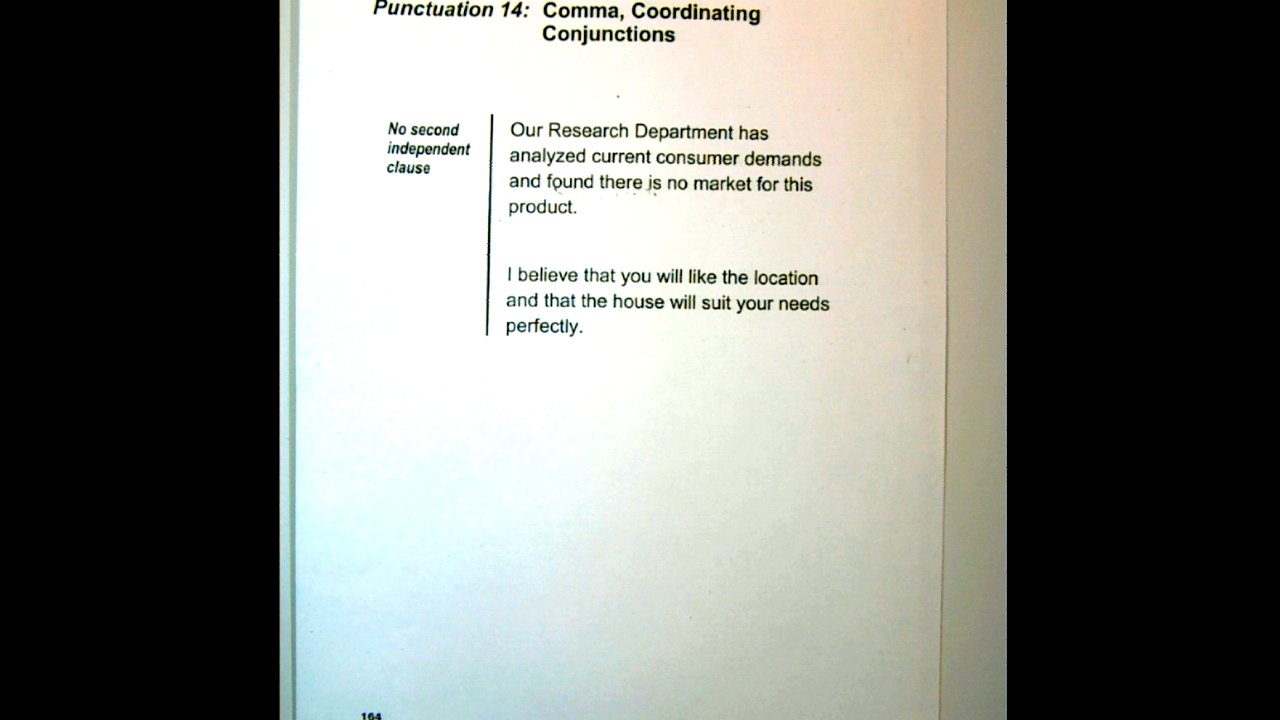 Punctuation 14: Comma, Coordinating
Conjunctions
No second
independent
clause
Our Research Department has
analyzed current consumer demands
and found there is no market for this
product.
I believe that you will like the location
and that the house will suit your needs
perfectly.
164